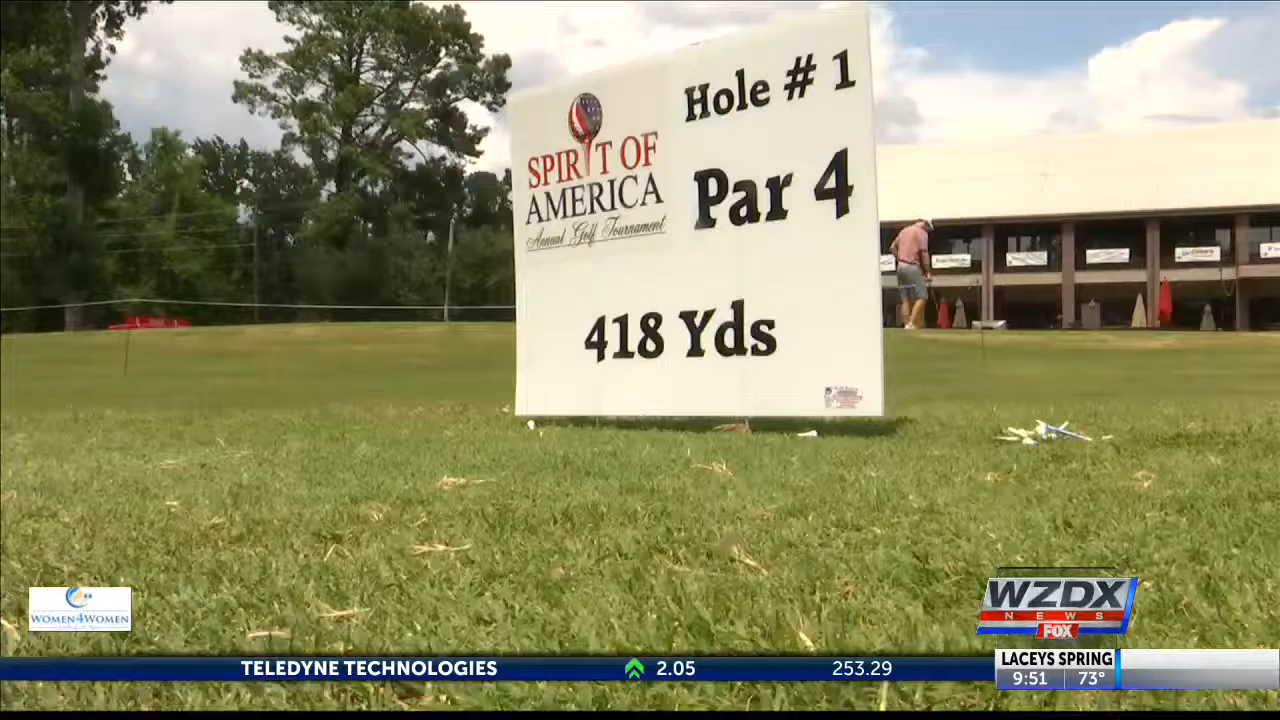 Hole # 1
SPIRIT OF
AMERICA
Annual Golf Tournament
Par 4
418 Yds
WOMEN4WOMEN
WZDX
NEWS
FOX
TELEDYNE TECHNOLOGIES 2.05 253.29
LACEYS SPRING
9:51 73°